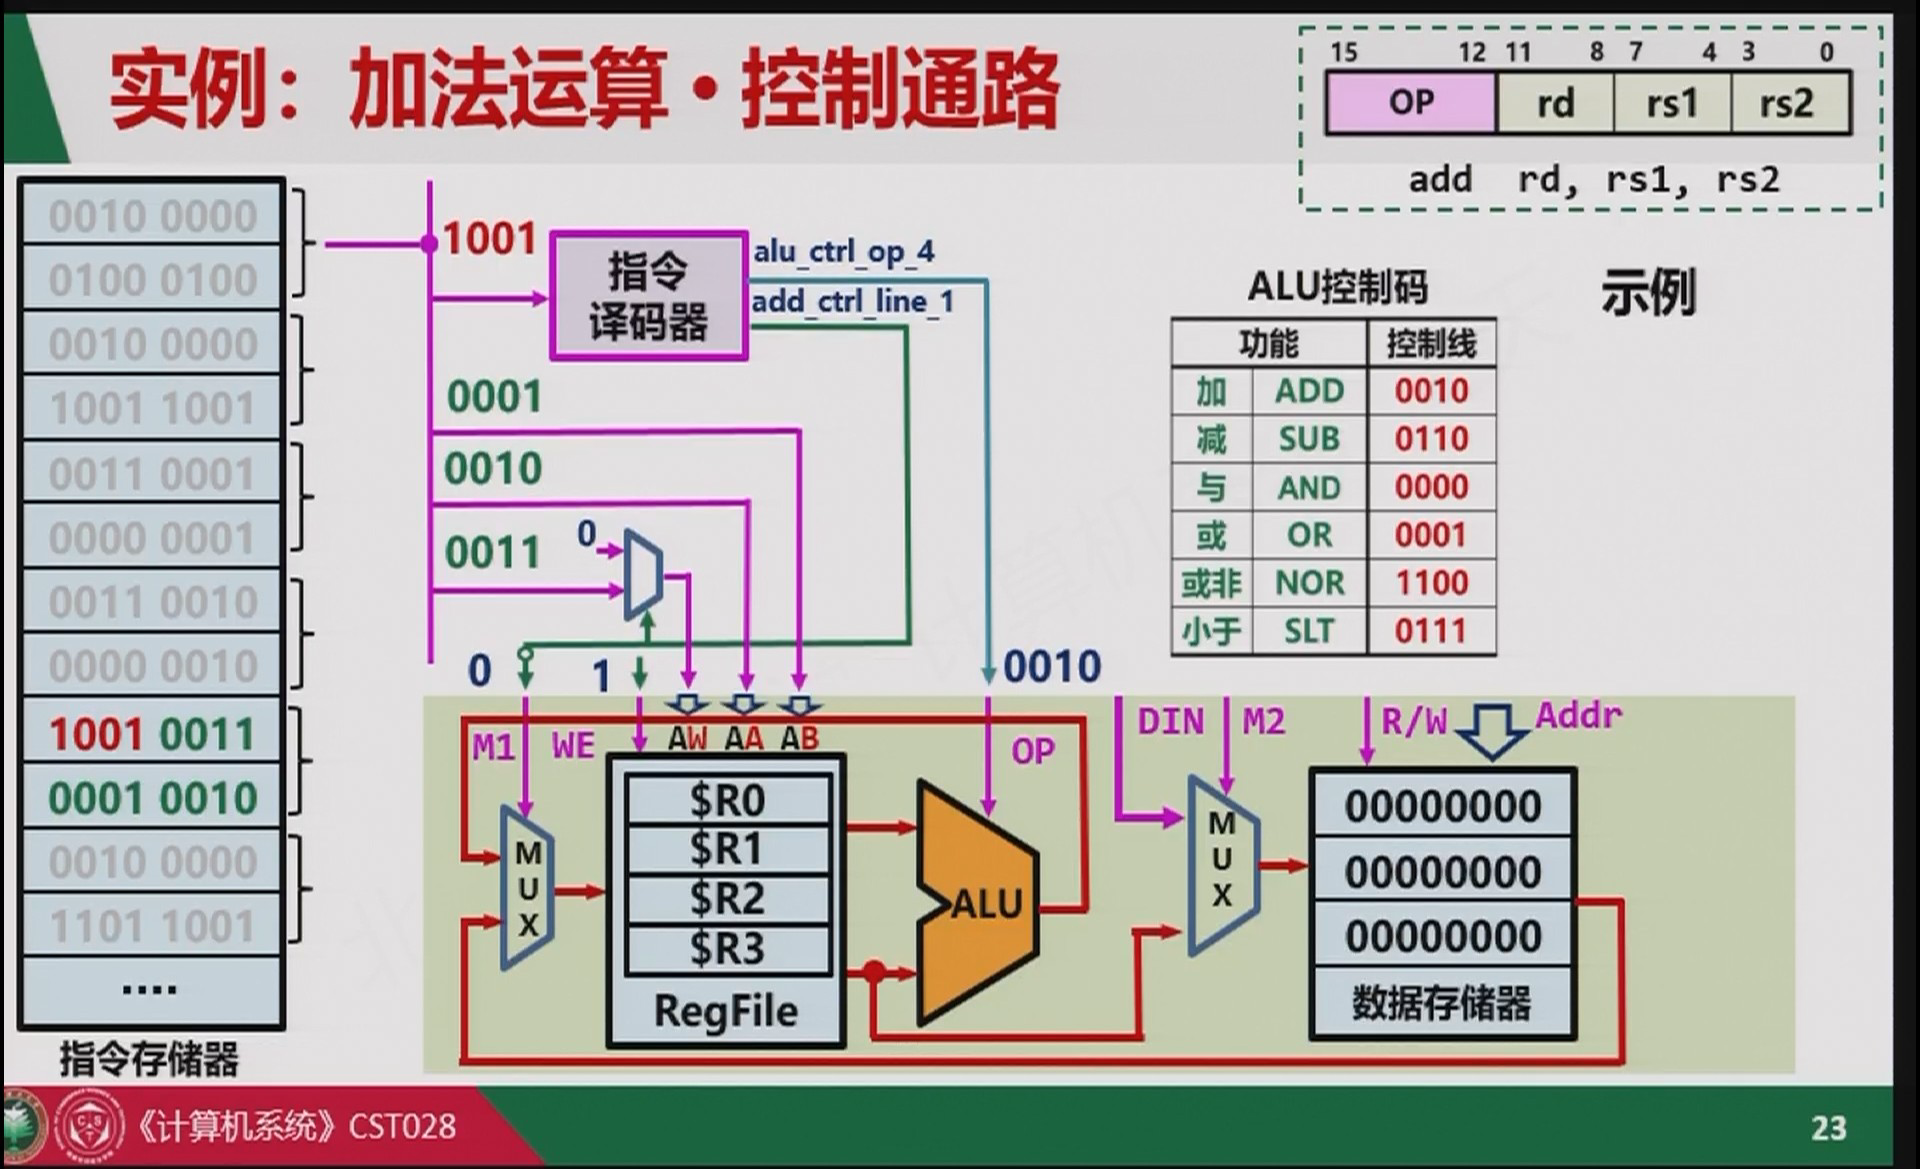 实例：加法运算·控制通路
15 12 11 8 7 4 3 0
OP rd rs1 rs2
add rd, rs1, rs2
0010 0000
0100 0100
0010 0000
1001 1001
0011 0001
0000 0001
0011 0010
0000 0010
1001 0011
0001 0010
0010 0000
1101 1001
....
指令存储器
1001
指令
译码器
alu_ctrl_op_4
add_ctrl_line_1
0001
0010
0011
0
0
1
0010
ALU控制码
示例
功能 控制线
加 ADD 0010
减 SUB 0110
与 AND 0000
或 OR 0001
或非 NOR 1100
小于 SLT 0111
M1 WE AW AA AB OP DIN M2 R/W Addr
MUX
$R0
$R1
$R2
$R3
RegFile
ALU
MUX
00000000
00000000
00000000
数据存储器
《计算机系统》CST028
23